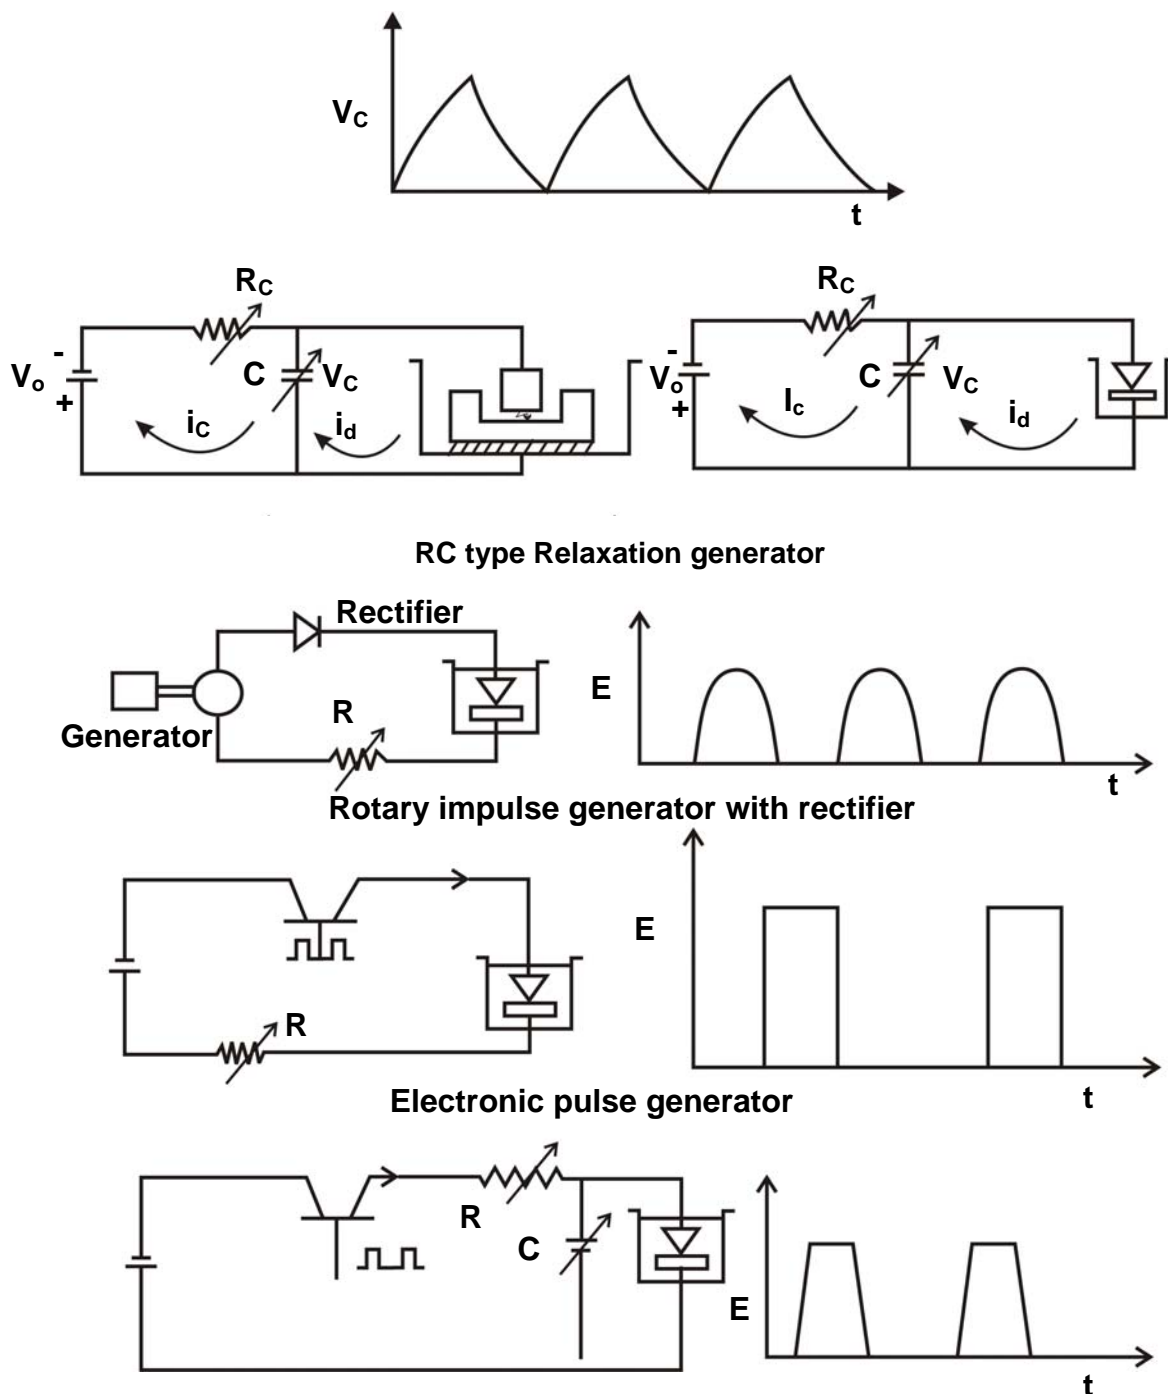 V_C
t
R_C
R_C
-
V_o
+
C
V_C
i_C
i_d
-
V_o
+
C
V_C
I_c
i_d
RC type Relaxation generator
Rectifier
Generator
R
E
t
Rotary impulse generator with rectifier
R
E
t
Electronic pulse generator
R
C
E
t